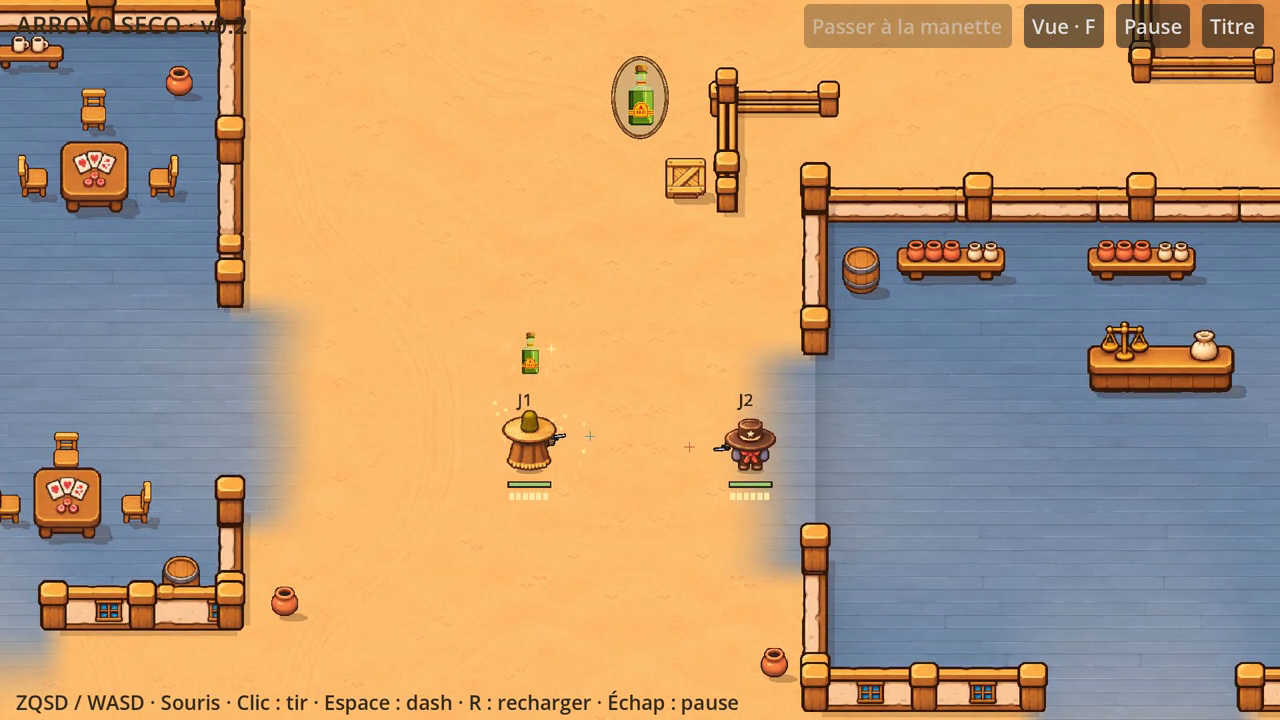 ARROYO SECO · v0.2
Passer à la manette
Vue · F
Pause
Titre
J1
J2
ZQSD / WASD · Souris · Clic : tir · Espace : dash · R : recharger · Échap : pause